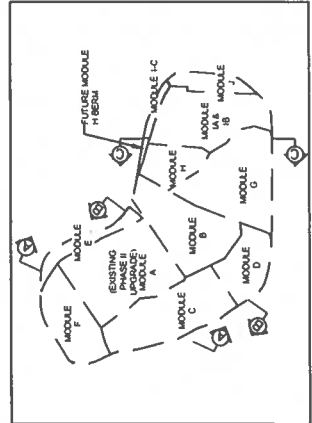 FUTURE MODULE
H BERM
MODULE I-C
MODULE
J
MODULE
IA &
IB
MODULE
H
MODULE
G
MODULE
E
MODULE
B
MODULE
D
(EXISTING
PHASE II
UPGRADE)
MODULE
A
MODULE
C
MODULE
F
A
B
C
A
B
C